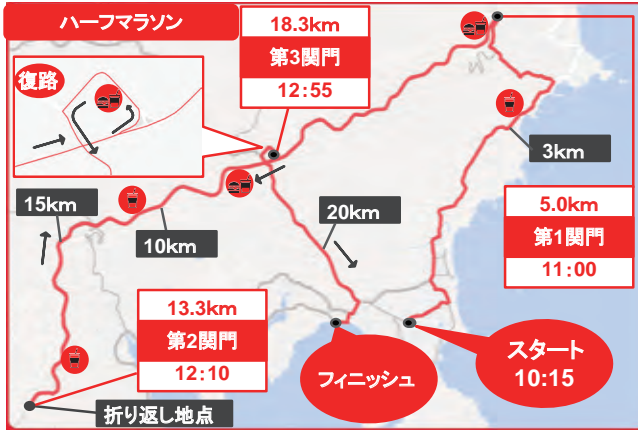 ハーフマラソン
18.3km
第3関門
12:55
復路
3km
15km
20km
5.0km
第1関門
11:00
10km
13.3km
第2関門
12:10
スタート
10:15
フィニッシュ
折り返し地点